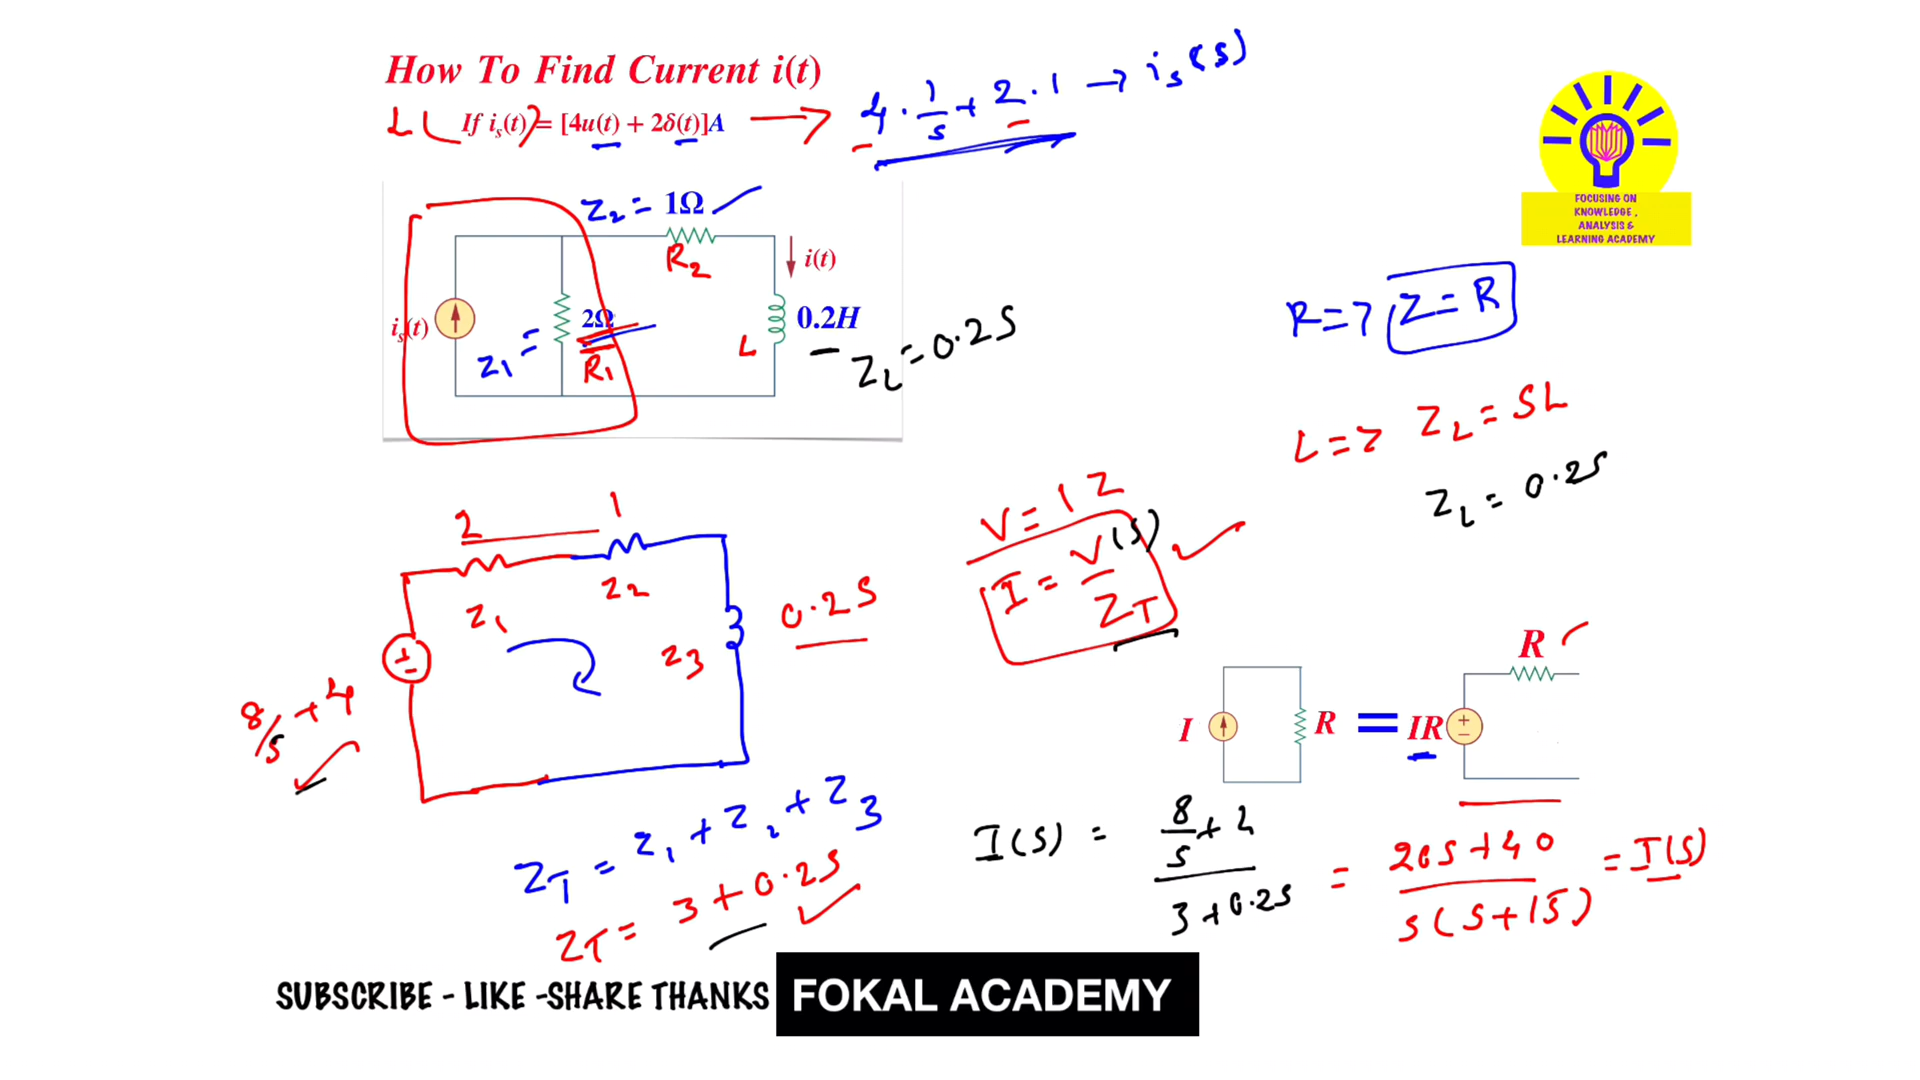 How To Find Current i(t)
L( If is(t) ) = [4u(t) + 2δ(t)]A → 4 · 1/s + 2 · 1 → is(s)
FOCUSING ON
KNOWLEDGE ,
ANALYSIS &
LEARNING ACADEMY
Z2 = 1Ω
R2
i(t)
is(t)
Z1 =
2Ω
R1
L
0.2H
ZL = 0.2S
R => Z = R
L => ZL = SL
ZL = 0.2S
2
1
Z1
Z2
Z3
0.2S
8/s + 4
V = IZ
I = V(s)/ZT
R
I
R
=
IR
ZT = Z1 + Z2 + Z3
ZT = 3 + 0.2S
I(S) = (8/s + 4)/(3 + 0.2S) = (20S + 40)/(s(S + 15)) = I(S)
SUBSCRIBE - LIKE -SHARE THANKS
FOKAL ACADEMY